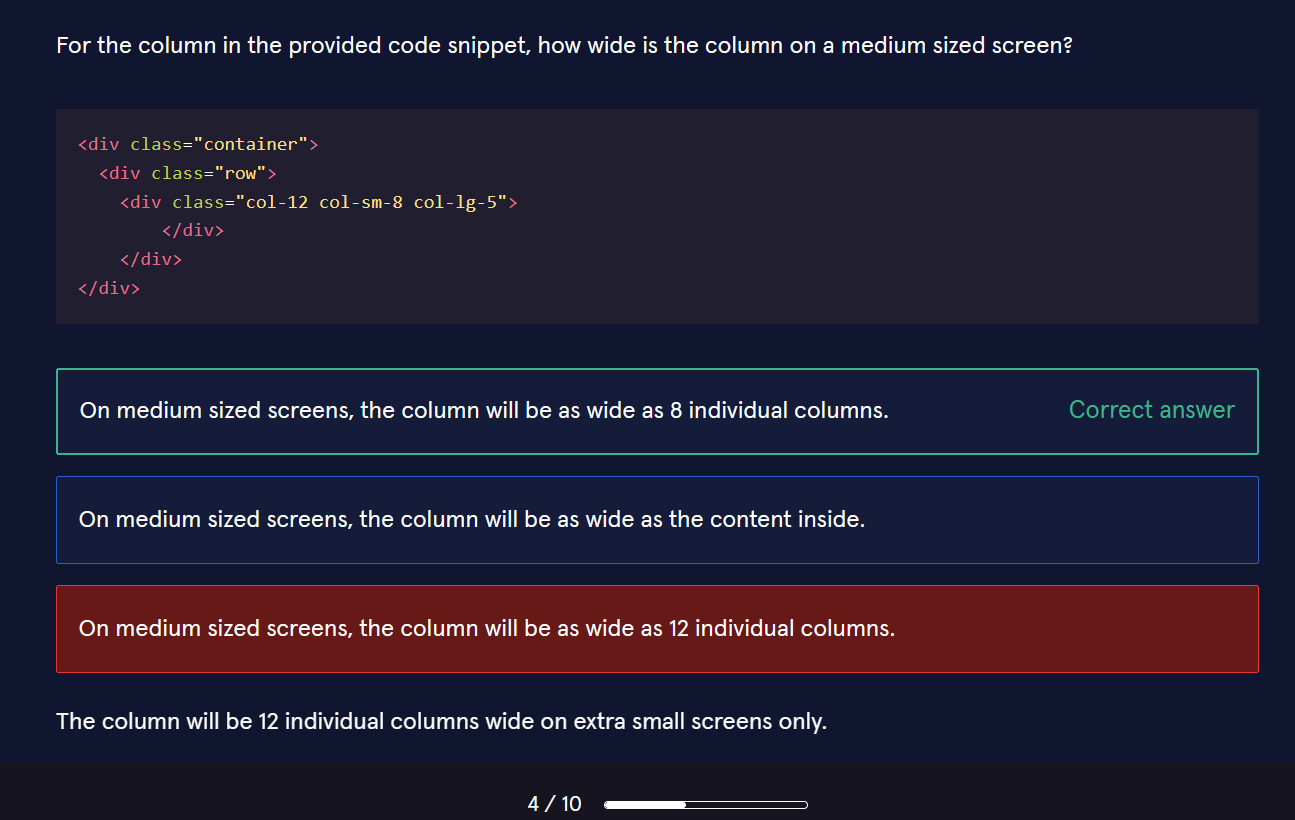 For the column in the provided code snippet, how wide is the column on a medium sized screen?
<div class="container">
  <div class="row">
    <div class="col-12 col-sm-8 col-lg-5">
        </div>
    </div>
</div>
On medium sized screens, the column will be as wide as 8 individual columns. Correct answer
On medium sized screens, the column will be as wide as the content inside.
On medium sized screens, the column will be as wide as 12 individual columns.
The column will be 12 individual columns wide on extra small screens only.
4 / 10